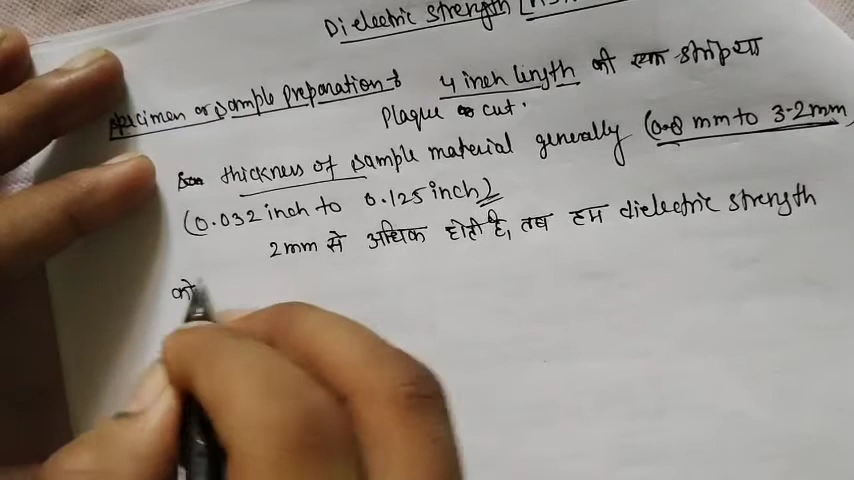 Dielectric strength
specimen or sample preparation:- 4 inch length की एक strip या
Plaque cut.
thickness of sample material generally (0.8 mm to 3.2 mm
(0.032 inch to 0.125 inch)
2mm से अधिक होती है, तब हम dielectric strength
को